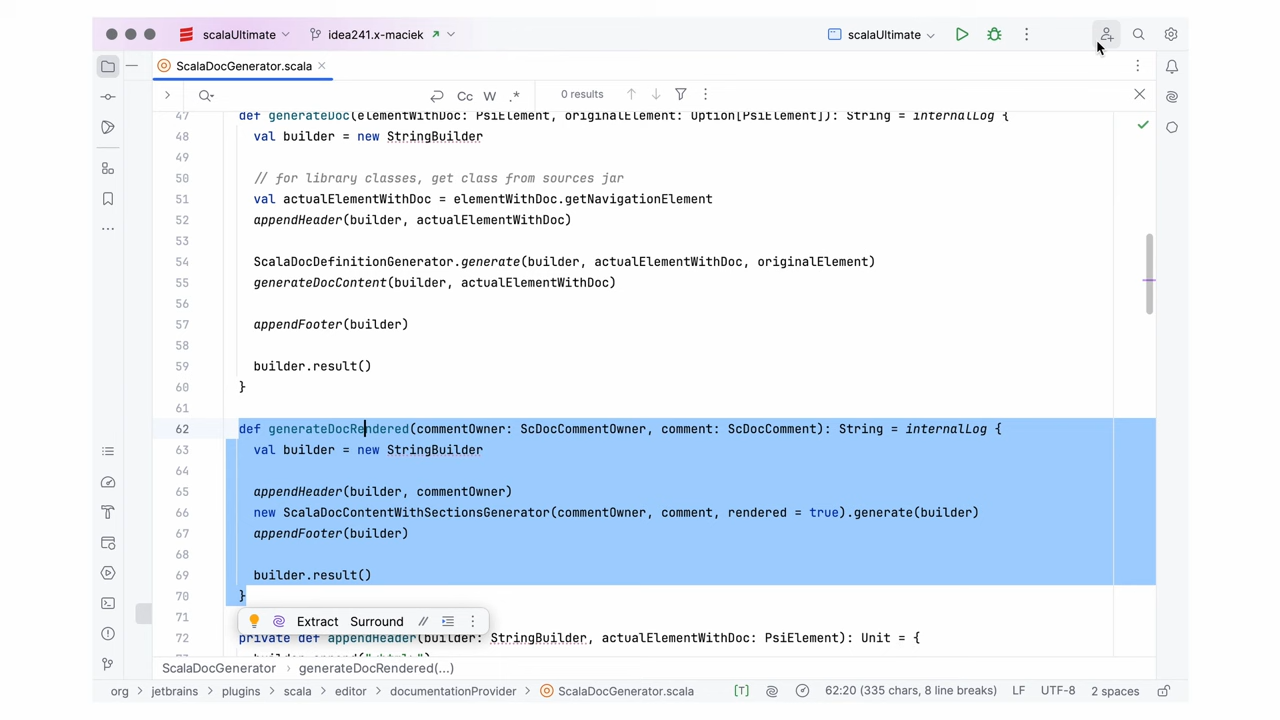 scalaUltimate
idea241.x-maciek
scalaUltimate
ScalaDocGenerator.scala
Cc W .*
0 results
47 def generateDoc(elementWithDoc: PsiElement, originalElement: Option[PsiElement]): String = internalLog {
48 val builder = new StringBuilder
49
50 // for library classes, get class from sources jar
51 val actualElementWithDoc = elementWithDoc.getNavigationElement
52 appendHeader(builder, actualElementWithDoc)
53
54 ScalaDocDefinitionGenerator.generate(builder, actualElementWithDoc, originalElement)
55 generateDocContent(builder, actualElementWithDoc)
56
57 appendFooter(builder)
58
59 builder.result()
60 }
61
62 def generateDocRendered(commentOwner: ScDocCommentOwner, comment: ScDocComment): String = internalLog {
63 val builder = new StringBuilder
64
65 appendHeader(builder, commentOwner)
66 new ScalaDocContentWithSectionsGenerator(commentOwner, comment, rendered = true).generate(builder)
67 appendFooter(builder)
68
69 builder.result()
70 }
71
Extract Surround //
72 private def appendHeader(builder: StringBuilder, actualElementWithDoc: PsiElement): Unit = {
ScalaDocGenerator › generateDocRendered(...)
org › jetbrains › plugins › scala › editor › documentationProvider › ScalaDocGenerator.scala
[T] 62:20 (335 chars, 8 line breaks) LF UTF-8 2 spaces